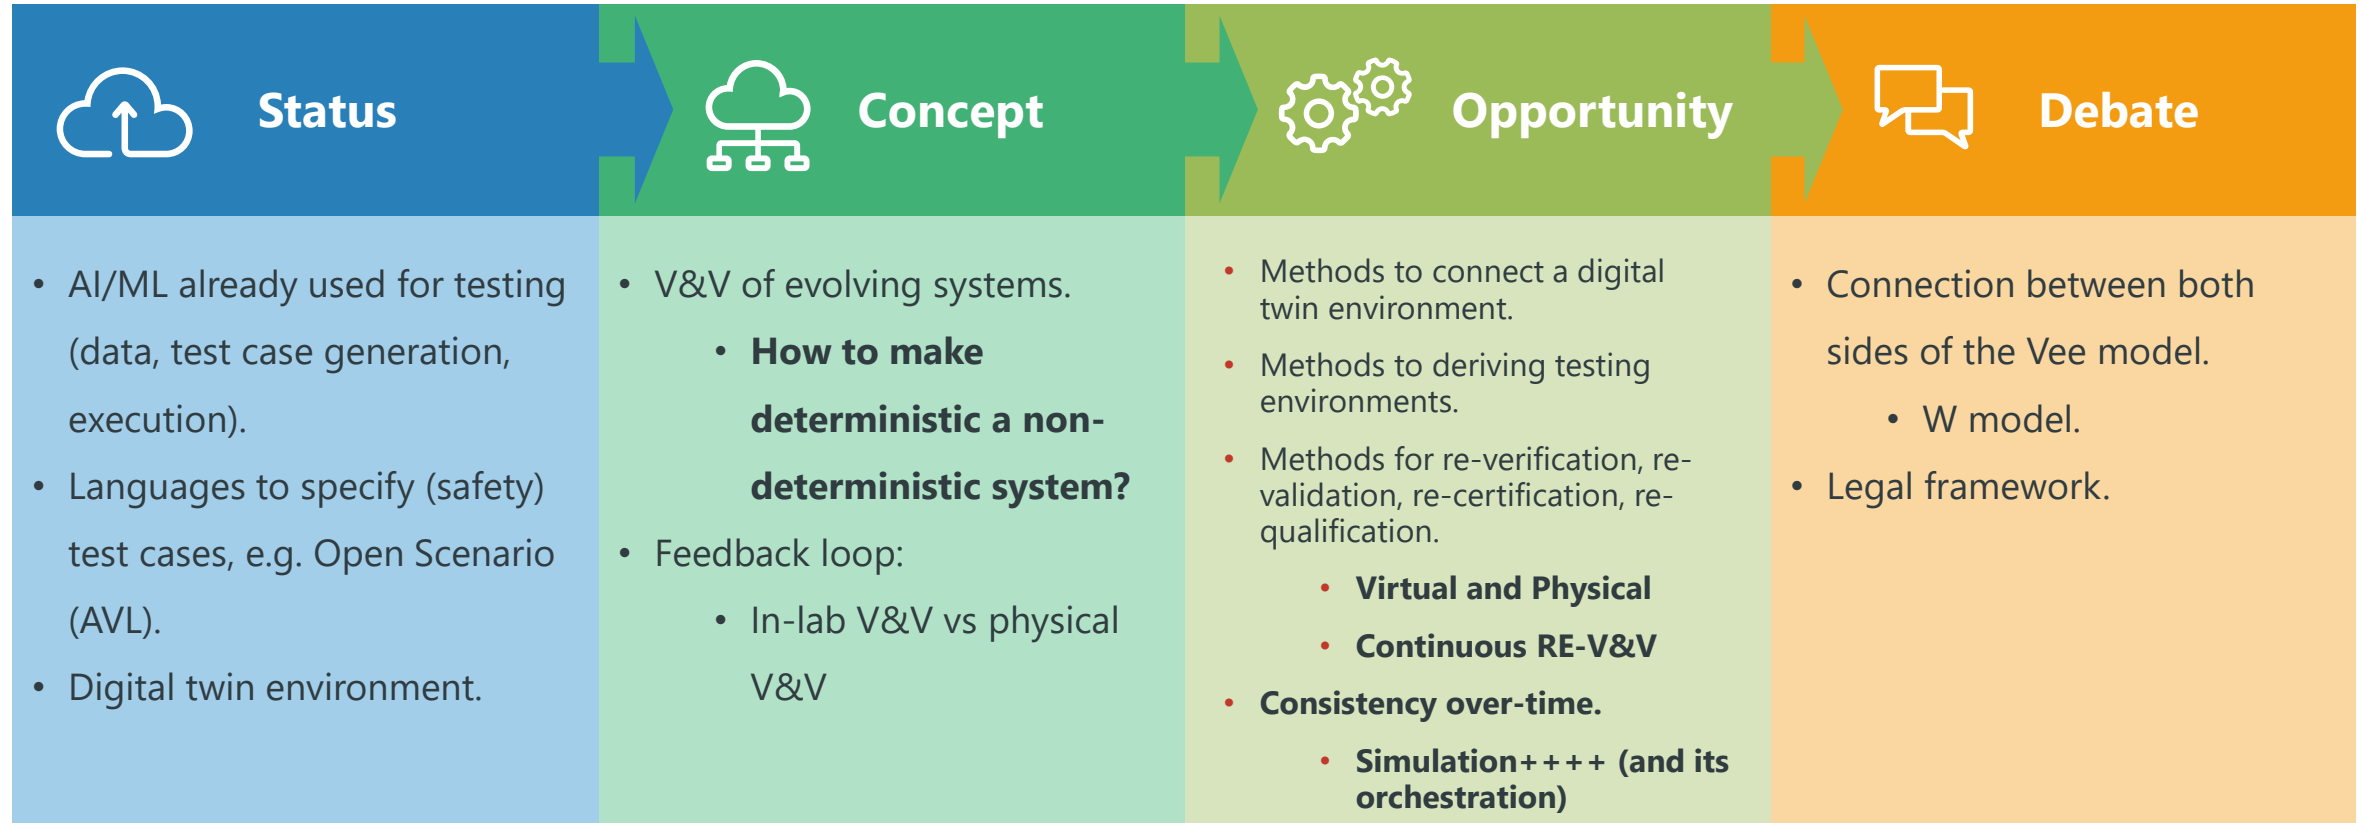 Status
• AI/ML already used for testing
(data, test case generation,
execution).
• Languages to specify (safety)
test cases, e.g. Open Scenario
(AVL).
• Digital twin environment.
Concept
• V&V of evolving systems.
• How to make
deterministic a non-
deterministic system?
• Feedback loop:
• In-lab V&V vs physical
V&V
Opportunity
• Methods to connect a digital
twin environment.
• Methods to deriving testing
environments.
• Methods for re-verification, re-
validation, re-certification, re-
qualification.
• Virtual and Physical
• Continuous RE-V&V
• Consistency over-time.
• Simulation++++ (and its
orchestration)
Debate
• Connection between both
sides of the Vee model.
• W model.
• Legal framework.